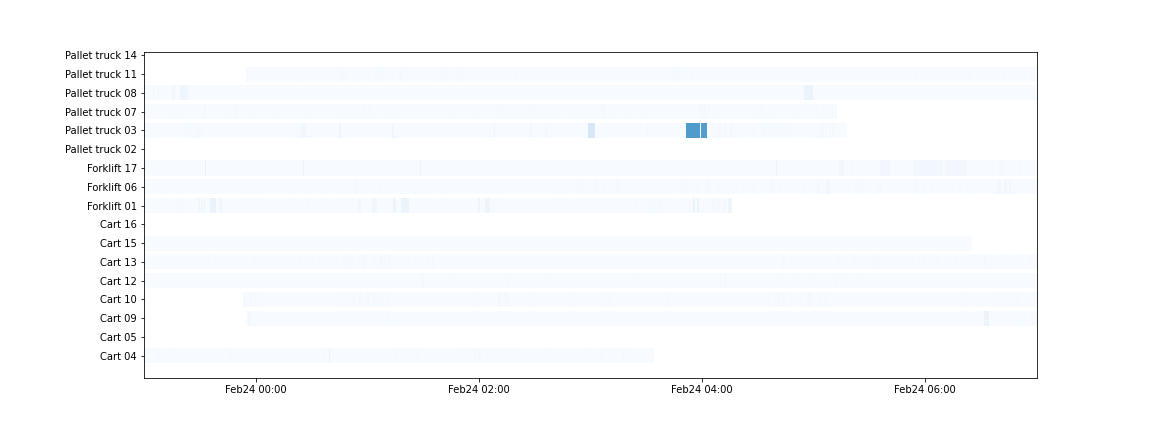 Pallet truck 14
Pallet truck 11
Pallet truck 08
Pallet truck 07
Pallet truck 03
Pallet truck 02
Forklift 17
Forklift 06
Forklift 01
Cart 16
Cart 15
Cart 13
Cart 12
Cart 10
Cart 09
Cart 05
Cart 04
Feb24 00:00 Feb24 02:00 Feb24 04:00 Feb24 06:00